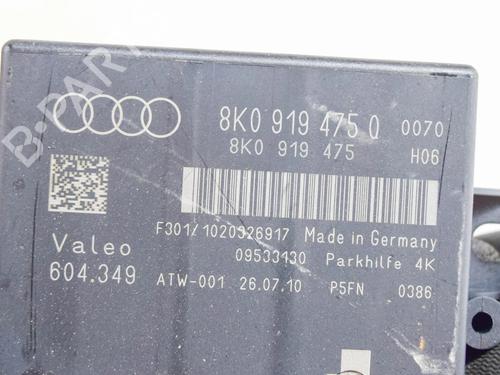 B-PARTS
8K0 919 475 Q 0070
8K0 919 475 H06
F301/1020326917 Made in Germany
Valeo 09533130 Parkhilfe 4K
604.349 ATW-001 26.07.10 P5FN 0386